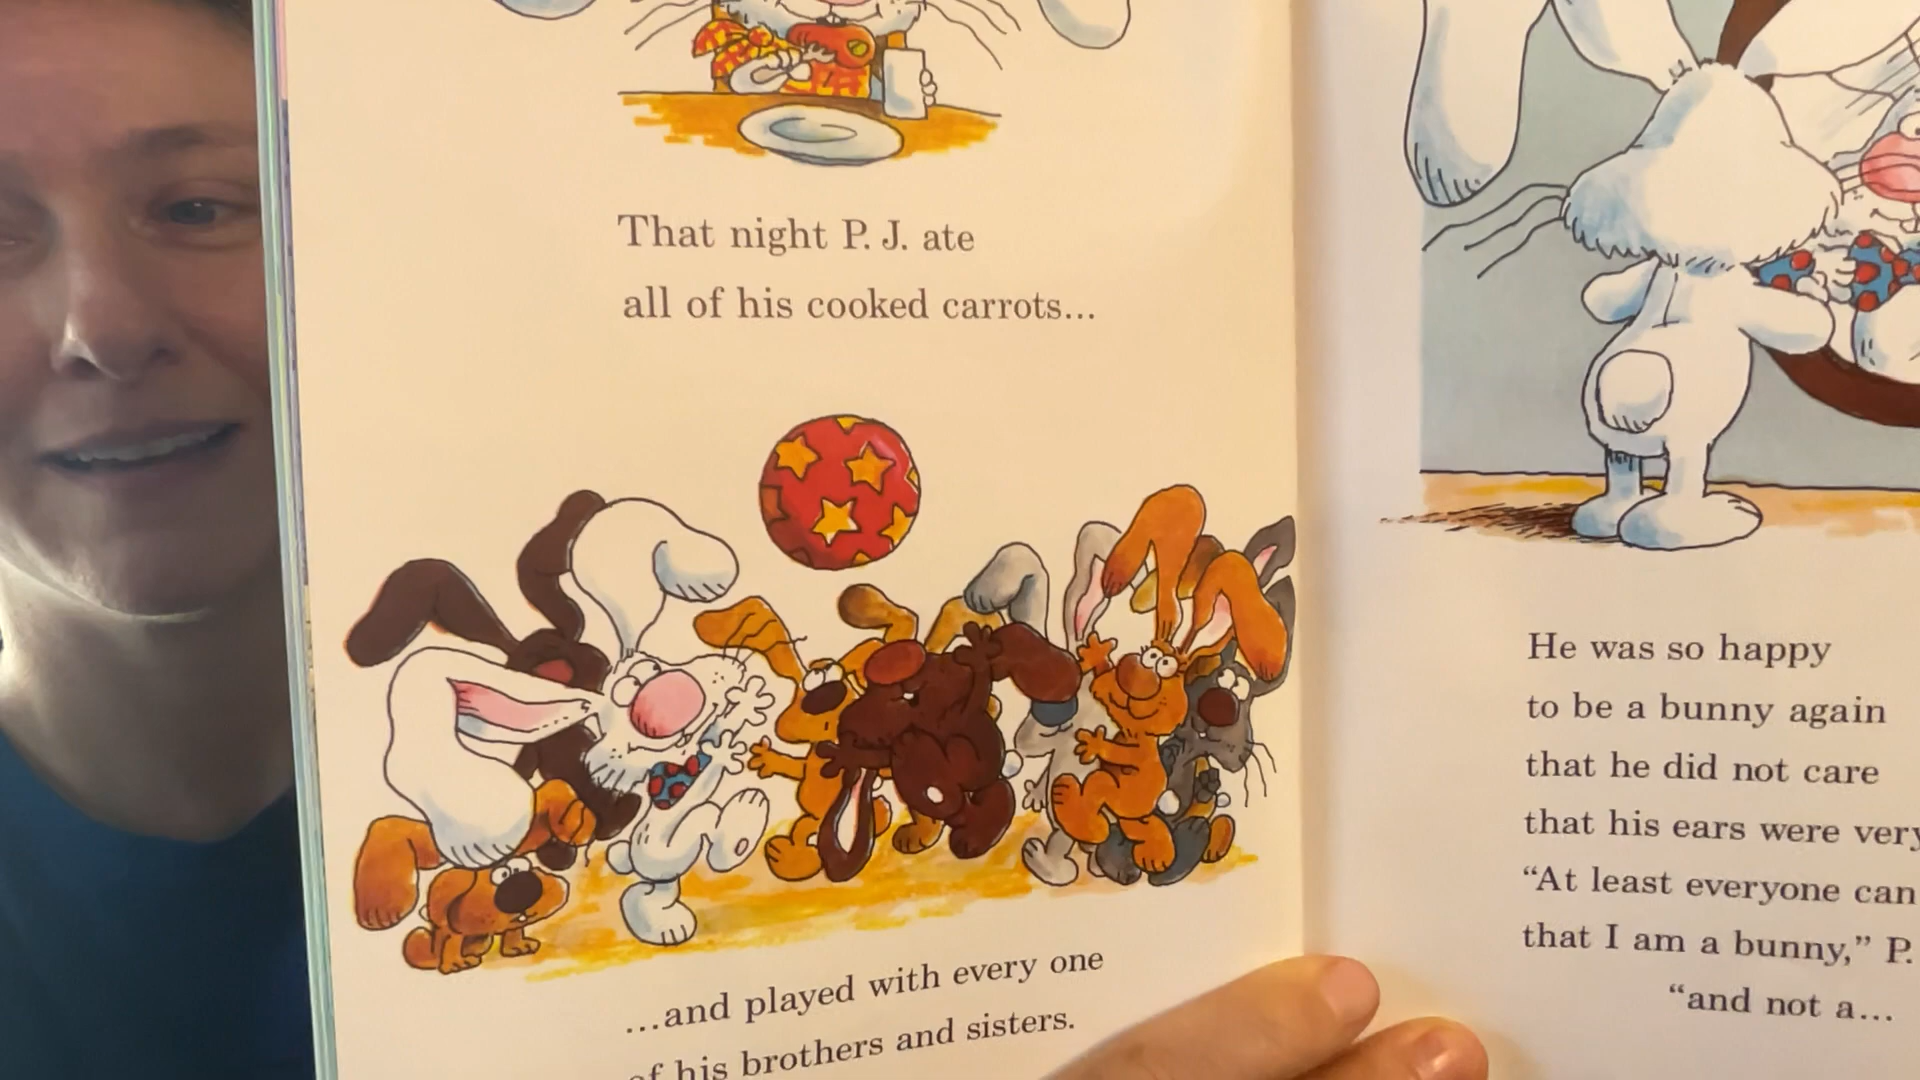 That night P. J. ate
all of his cooked carrots...
...and played with every one
of his brothers and sisters.
He was so happy
to be a bunny again
that he did not care
that his ears were very
“At least everyone can
that I am a bunny,” P.
“and not a...